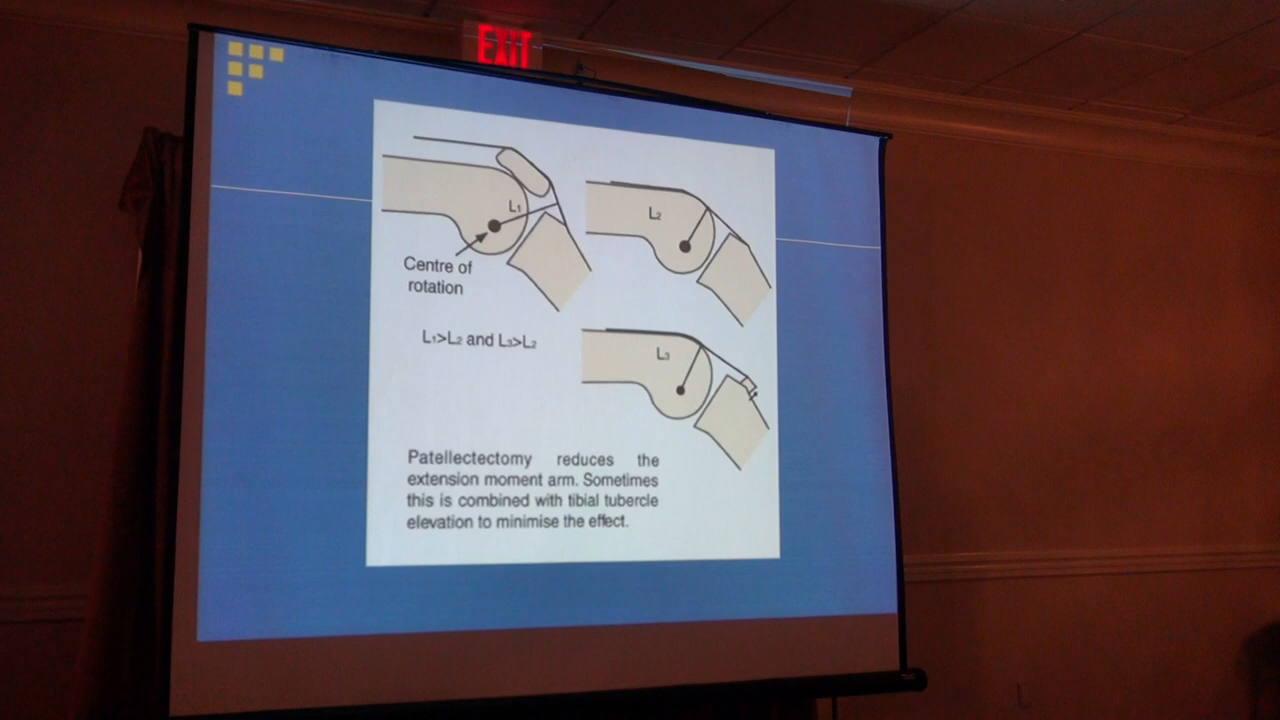 EXIT
L₁
L₂
Centre of
rotation
L₁>L₂ and L₃>L₂
L₃
Patellectectomy reduces the
extension moment arm. Sometimes
this is combined with tibial tubercle
elevation to minimise the effect.